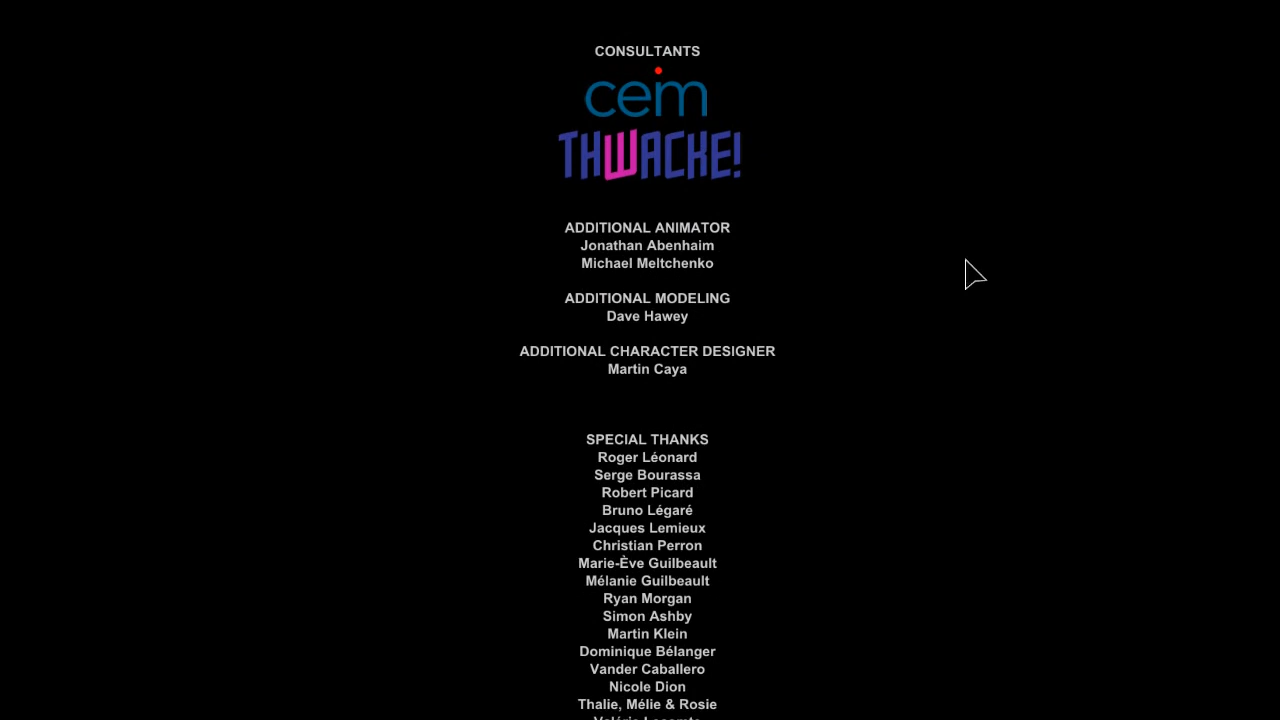 CONSULTANTS
ceim
THWACKE!
ADDITIONAL ANIMATOR
Jonathan Abenhaim
Michael Meltchenko
ADDITIONAL MODELING
Dave Hawey
ADDITIONAL CHARACTER DESIGNER
Martin Caya
SPECIAL THANKS
Roger Léonard
Serge Bourassa
Robert Picard
Bruno Légaré
Jacques Lemieux
Christian Perron
Marie-Ève Guilbeault
Mélanie Guilbeault
Ryan Morgan
Simon Ashby
Martin Klein
Dominique Bélanger
Vander Caballero
Nicole Dion
Thalie, Mélie & Rosie